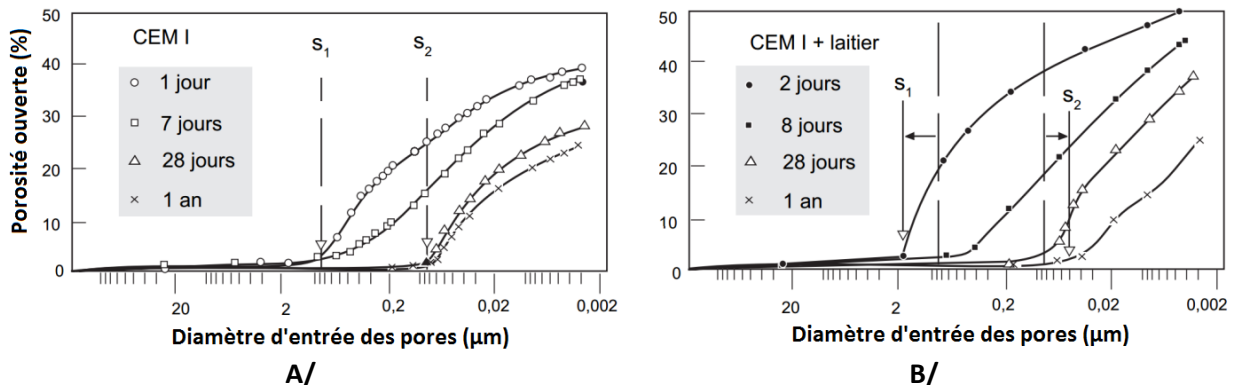 Porosité ouverte (%)
50
40
30
20
10
0
CEM I
1 jour
7 jours
28 jours
1 an
s1
s2
20
2
0,2
0,02
0,002
Diamètre d'entrée des pores (µm)
A/
50
40
30
20
10
0
CEM I + laitier
2 jours
8 jours
28 jours
1 an
s1
s2
20
2
0,2
0,02
0,002
Diamètre d'entrée des pores (µm)
B/